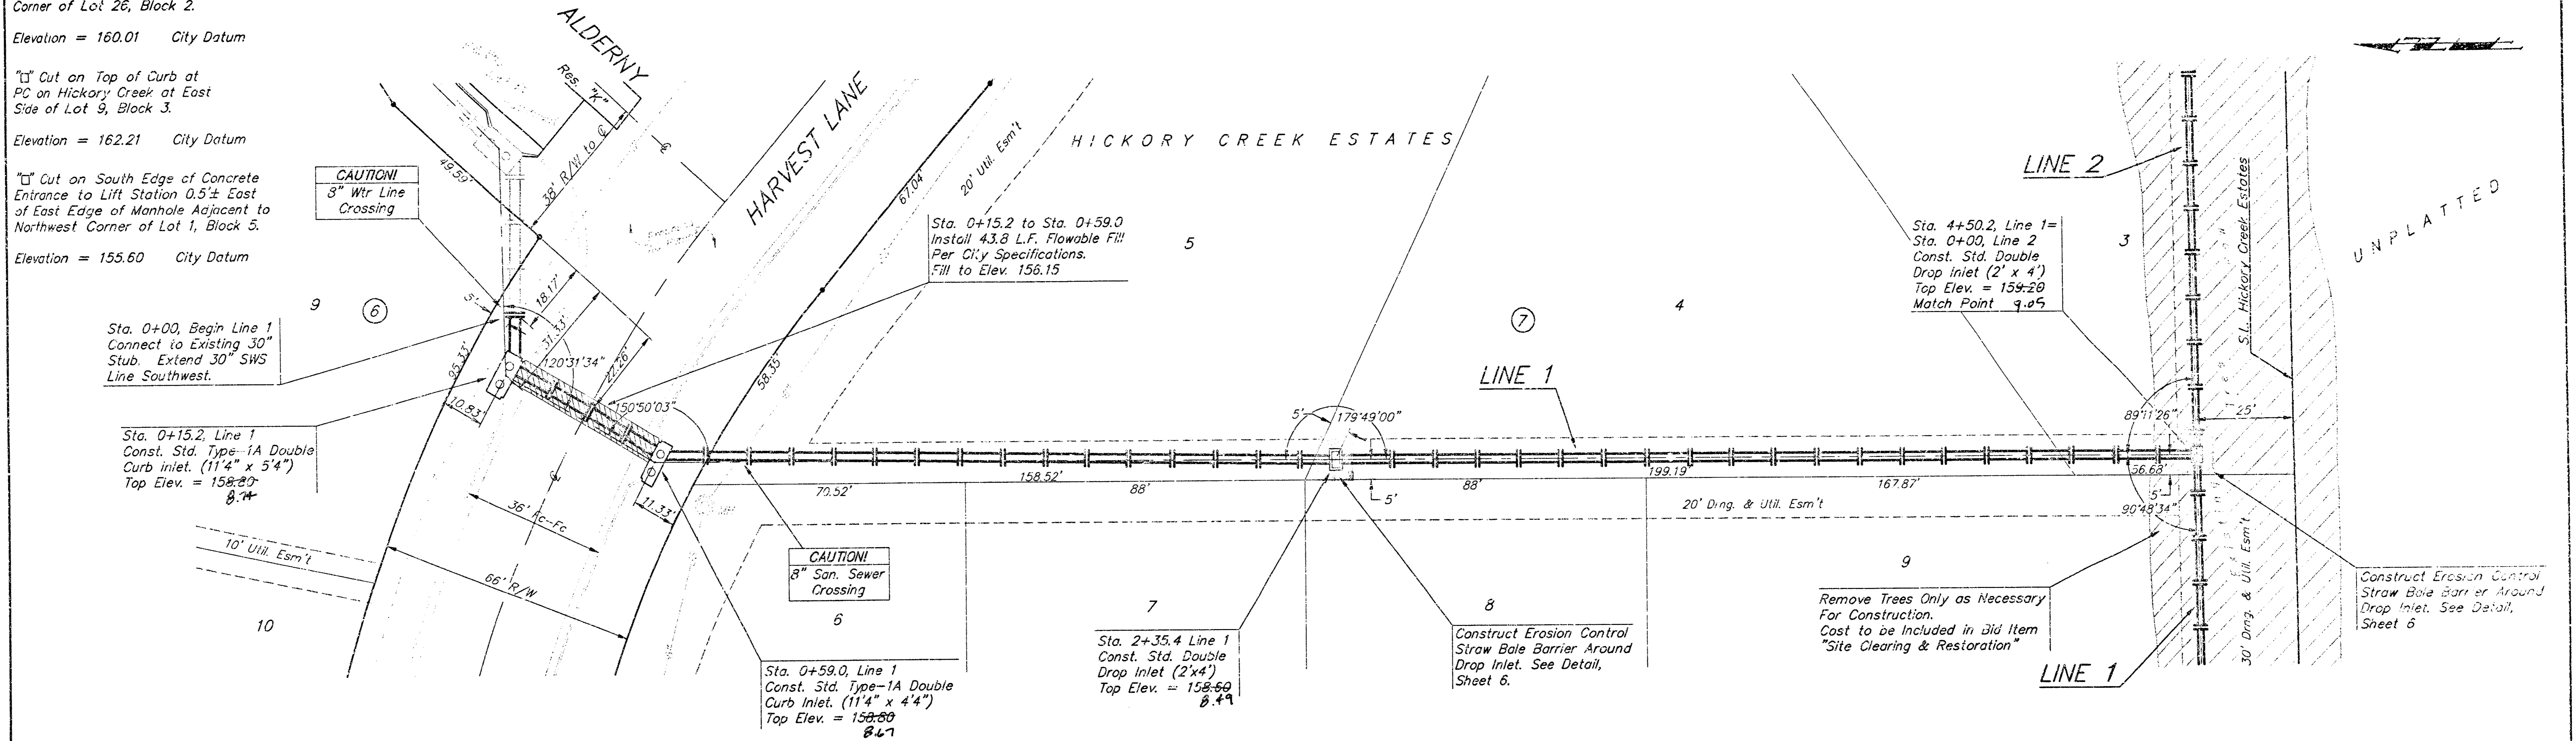 Corner of Lot 26, Block 2.
Elevation = 160.01 City Datum
"□" Cut on Top of Curb at
PC on Hickory Creek at East
Side of Lot 9, Block 3.
Elevation = 162.21 City Datum
"□" Cut on South Edge of Concrete
Entrance to Lift Station 0.5'± East
of East Edge of Manhole Adjacent to
Northwest Corner of Lot 1, Block 5.
Elevation = 155.60 City Datum
ALDERNY
Res. "K"
38' R/W to ℄
℄
HARVEST LANE
49.59'
67.04'
20' Util. Esm't
HICKORY CREEK ESTATES
CAUTION!
8" Wtr Line
Crossing
Sta. 0+15.2 to Sta. 0+59.0
Install 43.8 L.F. Flowable Fill
Per City Specifications.
Fill to Elev. 156.15
5
4
3
LINE 2
Sta. 4+50.2, Line 1=
Sta. 0+00, Line 2
Const. Std. Double
Drop Inlet (2' x 4')
Top Elev. = 159.20
Match Point 9.05
S.L. Hickory Creek Estates
UNPLATTED
9
6
7
5'
18.17'
31.33'
22.26'
120°31'34"
95.33'
10.83'
58.35'
150°50'03"
Sta. 0+00, Begin Line 1
Connect to Existing 30"
Stub. Extend 30" SWS
Line Southwest.
Sta. 0+15.2, Line 1
Const. Std. Type-1A Double
Curb Inlet. (11'4" x 5'4")
Top Elev. = 158.80
8.74
LINE 1
5'
179°49'00"
89°11'26"
25'
70.52'
158.52'
88'
88'
5'
199.19'
167.87'
56.68'
5'
90°48'34"
20' Drng. & Util. Esm't
36' Fc-Fc
℄
11.33'
66' R/W
10' Util. Esm't
10
CAUTION!
8" San. Sewer
Crossing
6
7
8
9
Sta. 0+59.0, Line 1
Const. Std. Type-1A Double
Curb Inlet. (11'4" x 4'4")
Top Elev. = 158.80
8.67
Sta. 2+35.4 Line 1
Const. Std. Double
Drop Inlet (2'x4')
Top Elev. = 158.60
8.49
Construct Erosion Control
Straw Bale Barrier Around
Drop Inlet. See Detail,
Sheet 6.
Remove Trees Only as Necessary
For Construction.
Cost to be Included in Bid Item
"Site Clearing & Restoration"
LINE 1
30' Drng. & Util. Esm't
Construct Erosion Control
Straw Bale Barrier Around
Drop Inlet. See Detail,
Sheet 6